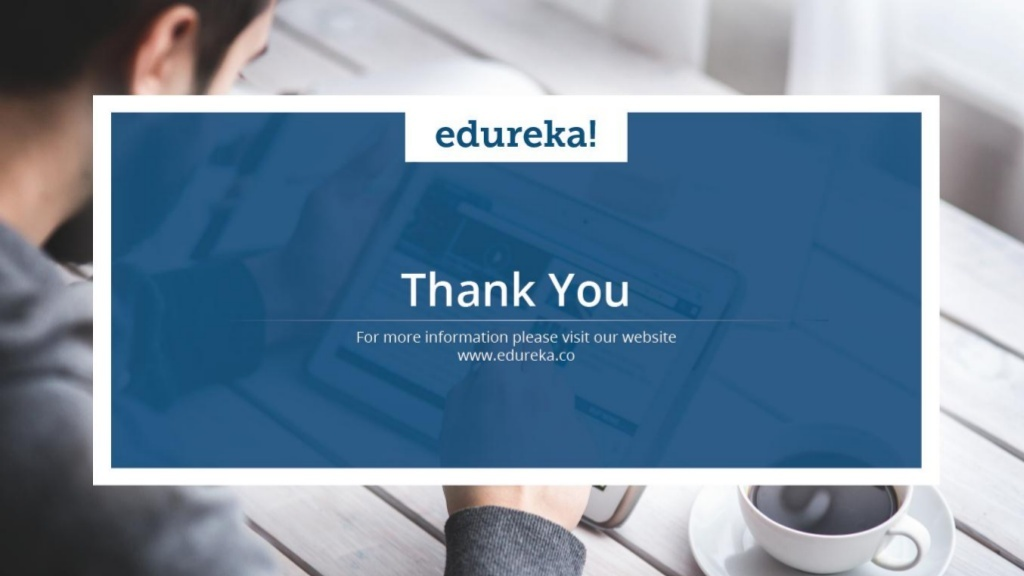 edureka!
Thank You
For more information please visit our website
www.edureka.co